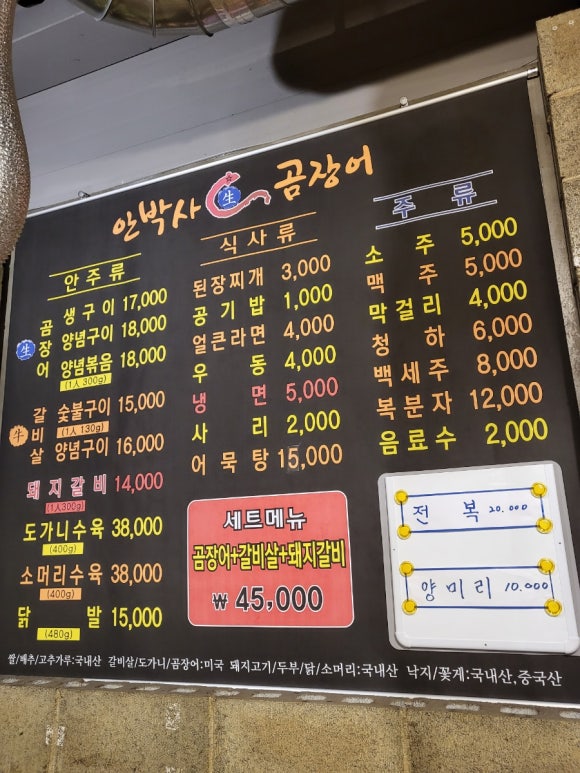 안박사 生 곰장어
안주류
生 곰장어 생구이 17,000
양념구이 18,000
양념볶음 18,000
(1人 300g)
牛 갈비살 숯불구이 15,000
(1人 130g)
양념구이 16,000
돼지갈비 14,000
(1人300g)
도가니수육 38,000
(400g)
소머리수육 38,000
(400g)
닭발 15,000
(480g)
식사류
된장찌개 3,000
공기밥 1,000
얼큰라면 4,000
우동 4,000
냉면 5,000
사리 2,000
어묵탕 15,000
세트메뉴
곰장어+갈비살+돼지갈비
₩ 45,000
주류
소주 5,000
맥주 5,000
막걸리 4,000
청하 6,000
백세주 8,000
복분자 12,000
음료수 2,000
전복 20.000
양미리 10.000
쌀/배추/고추가루:국내산 갈비살/도가니/곰장어:미국 돼지고기/두부/닭/소머리:국내산 낙지/꽃게:국내산,중국산